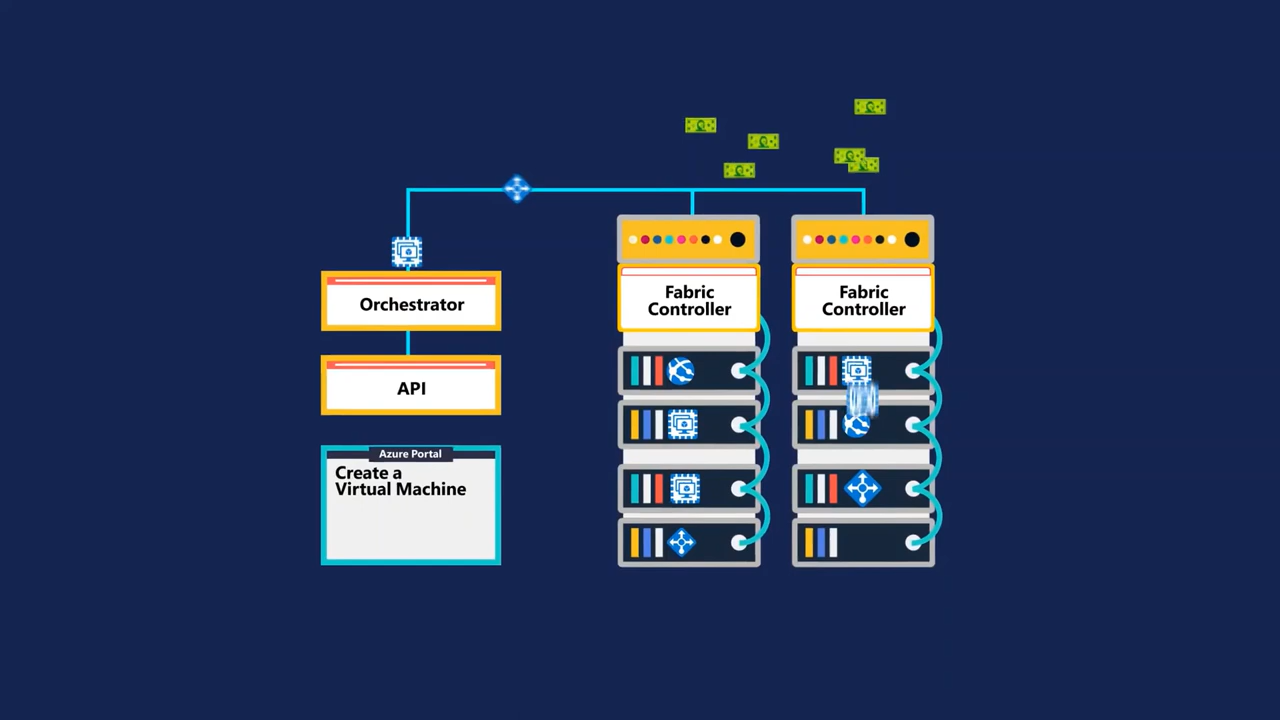 Orchestrator
API
Azure Portal
Create a
Virtual Machine
Fabric
Controller
Fabric
Controller